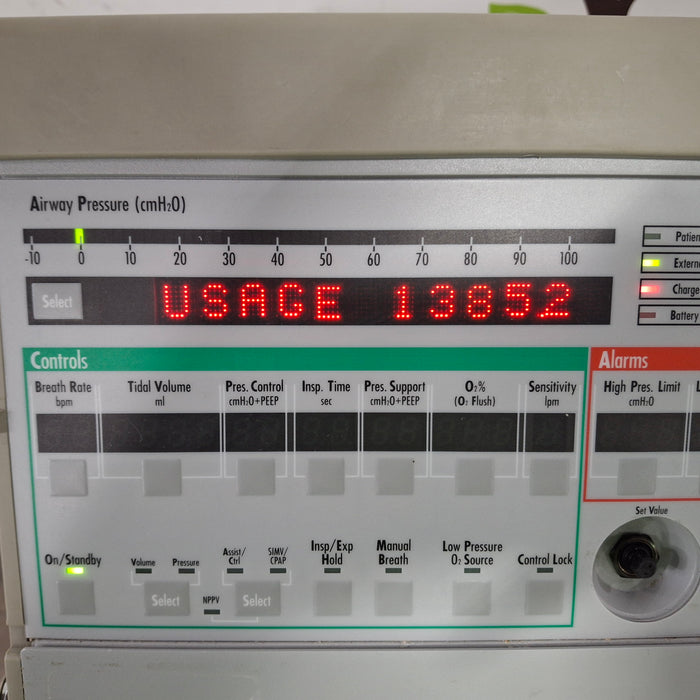 Airway Pressure (cmH₂O)
-10 0 10 20 30 40 50 60 70 80 90 100
Select
USAGE 13852
Charge
Battery
Controls
Alarms
Breath Rate
bpm
Tidal Volume
ml
Pres. Control
cmH₂O+PEEP
Insp. Time
sec
Pres. Support
cmH₂O+PEEP
O₂%
(O₂ Flush)
Sensitivity
lpm
High Pres. Limit
cmH₂O
Set Value
On/Standby
Volume
Pressure
Assist/
Ctrl
SIMV/
CPAP
Insp/Exp
Hold
Manual
Breath
Low Pressure
O₂ Source
Control Lock
Select
NPPV
Select